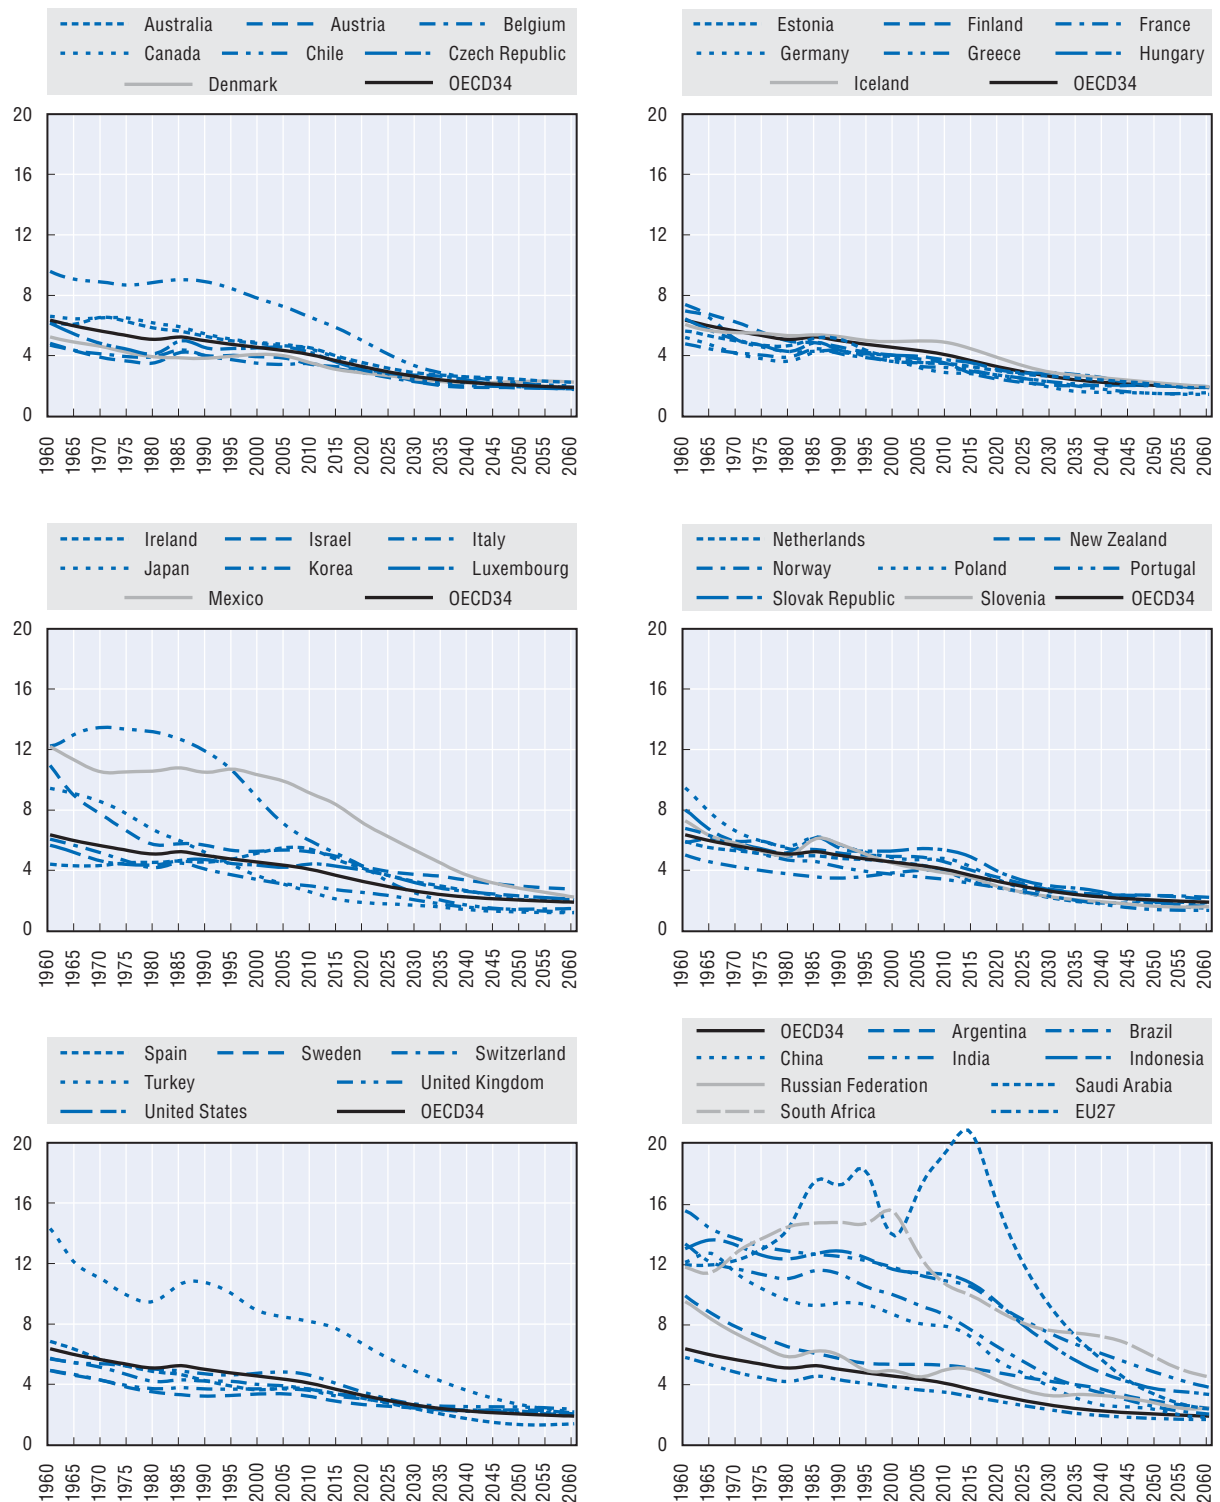 Australia Austria Belgium
Canada Chile Czech Republic
Denmark OECD34
20
16
12
8
4
0
1960 1965 1970 1975 1980 1985 1990 1995 2000 2005 2010 2015 2020 2025 2030 2035 2040 2045 2050 2055 2060
Estonia Finland France
Germany Greece Hungary
Iceland OECD34
20
16
12
8
4
0
1960 1965 1970 1975 1980 1985 1990 1995 2000 2005 2010 2015 2020 2025 2030 2035 2040 2045 2050 2055 2060
Ireland Israel Italy
Japan Korea Luxembourg
Mexico OECD34
20
16
12
8
4
0
1960 1965 1970 1975 1980 1985 1990 1995 2000 2005 2010 2015 2020 2025 2030 2035 2040 2045 2050 2055 2060
Netherlands New Zealand
Norway Poland Portugal
Slovak Republic Slovenia OECD34
20
16
12
8
4
0
1960 1965 1970 1975 1980 1985 1990 1995 2000 2005 2010 2015 2020 2025 2030 2035 2040 2045 2050 2055 2060
Spain Sweden Switzerland
Turkey United Kingdom
United States OECD34
20
16
12
8
4
0
1960 1965 1970 1975 1980 1985 1990 1995 2000 2005 2010 2015 2020 2025 2030 2035 2040 2045 2050 2055 2060
OECD34 Argentina Brazil
China India Indonesia
Russian Federation Saudi Arabia
South Africa EU27
20
16
12
8
4
0
1960 1965 1970 1975 1980 1985 1990 1995 2000 2005 2010 2015 2020 2025 2030 2035 2040 2045 2050 2055 2060